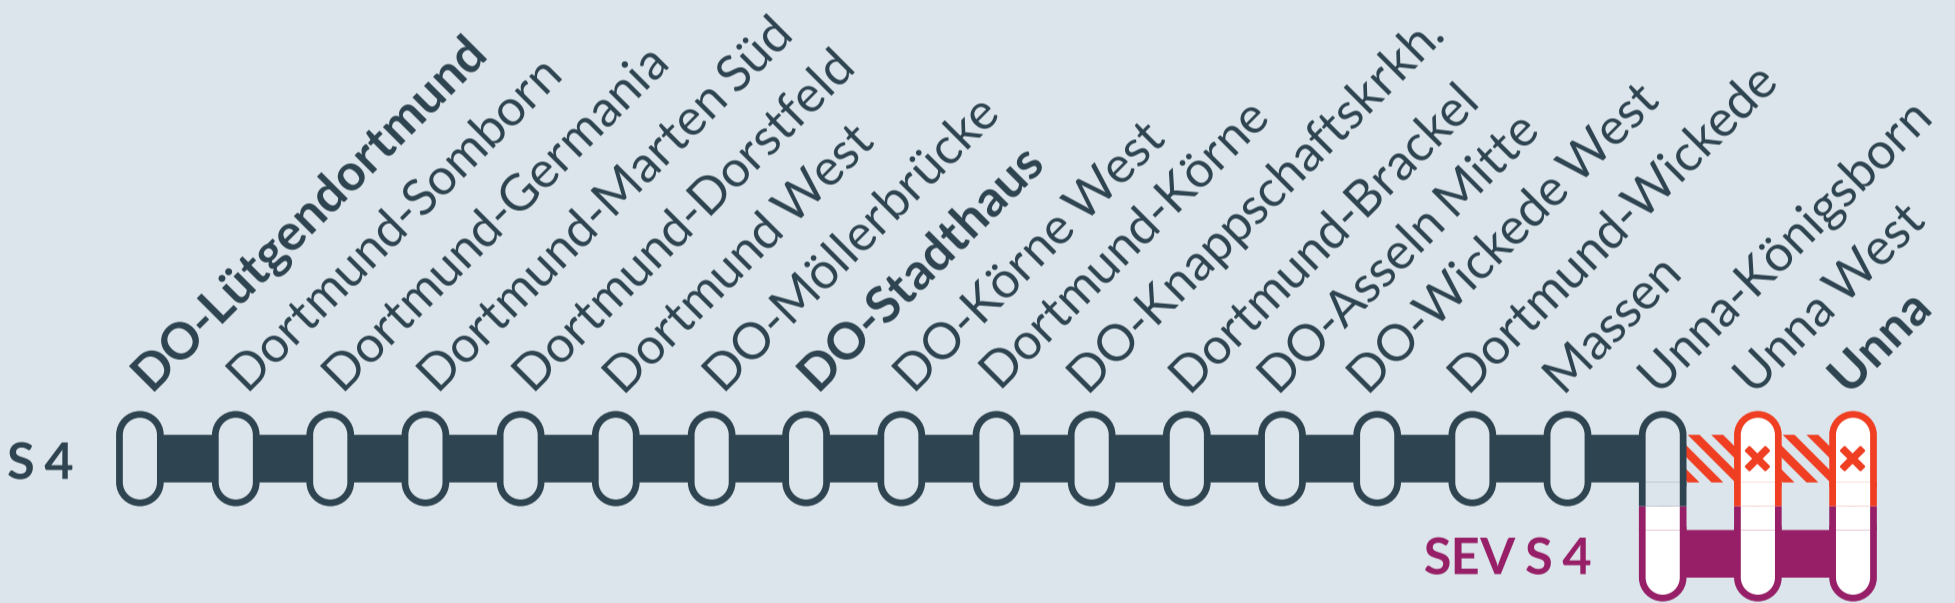 DO-Lütgendortmund
Dortmund-Somborn
Dortmund-Germania
Dortmund-Marten Süd
Dortmund-Dorstfeld
Dortmund West
DO-Möllerbrücke
DO-Stadthaus
DO-Körne West
Dortmund-Körne
DO-Knappschaftskrkh.
Dortmund-Brackel
DO-Asseln Mitte
DO-Wickede West
Dortmund-Wickede
Massen
Unna-Königsborn
Unna West
Unna
S 4
SEV S 4